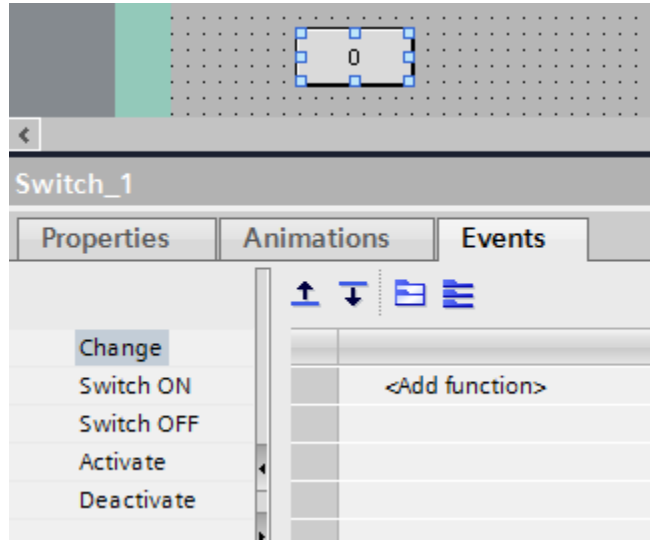 0
Switch_1
Properties Animations Events
Change
Switch ON <Add function>
Switch OFF
Activate
Deactivate